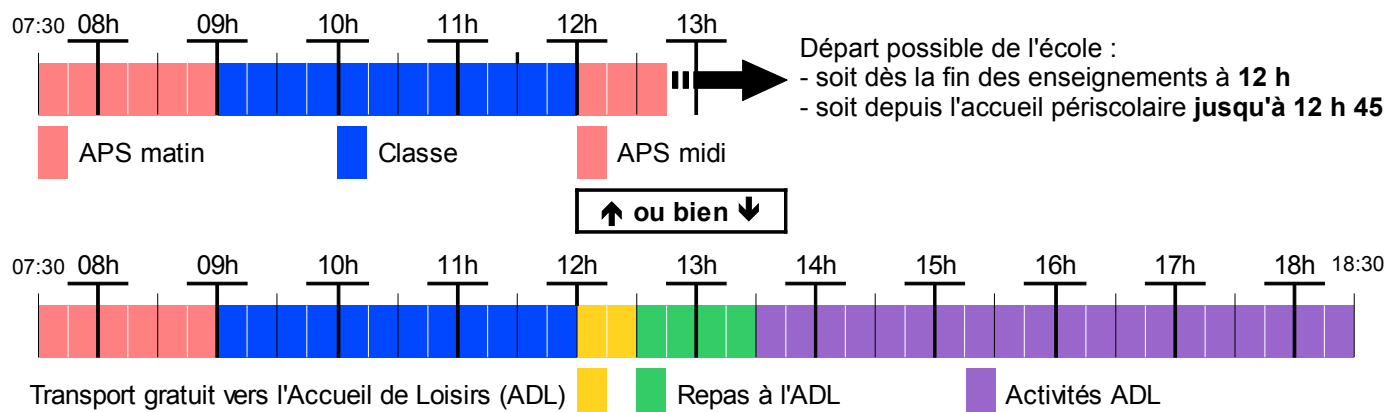 07:30 08h 09h 10h 11h 12h 13h
Départ possible de l'école :
- soit dès la fin des enseignements à 12 h
- soit depuis l'accueil périscolaire jusqu'à 12 h 45
APS matin Classe APS midi
🡹 ou bien 🡻
07:30 08h 09h 10h 11h 12h 13h 14h 15h 16h 17h 18h 18:30
Transport gratuit vers l'Accueil de Loisirs (ADL) Repas à l'ADL Activités ADL